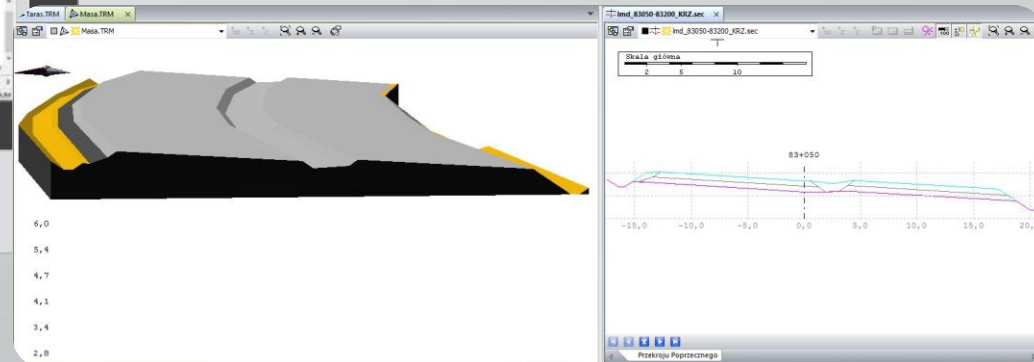 Taras.TRM
Masa.TRM ×
Masa.TRM
6,0
5,4
4,7
4,1
3,4
2,8
lmd_83050-83200_KRZ.sec ×
lmd_83050-83200_KRZ.sec
Skala główna
2 5 10
83+050
-15,0 -10,0 -5,0 0,0 5,0 10,0 15,0 20,
Przekroju Poprzecznego